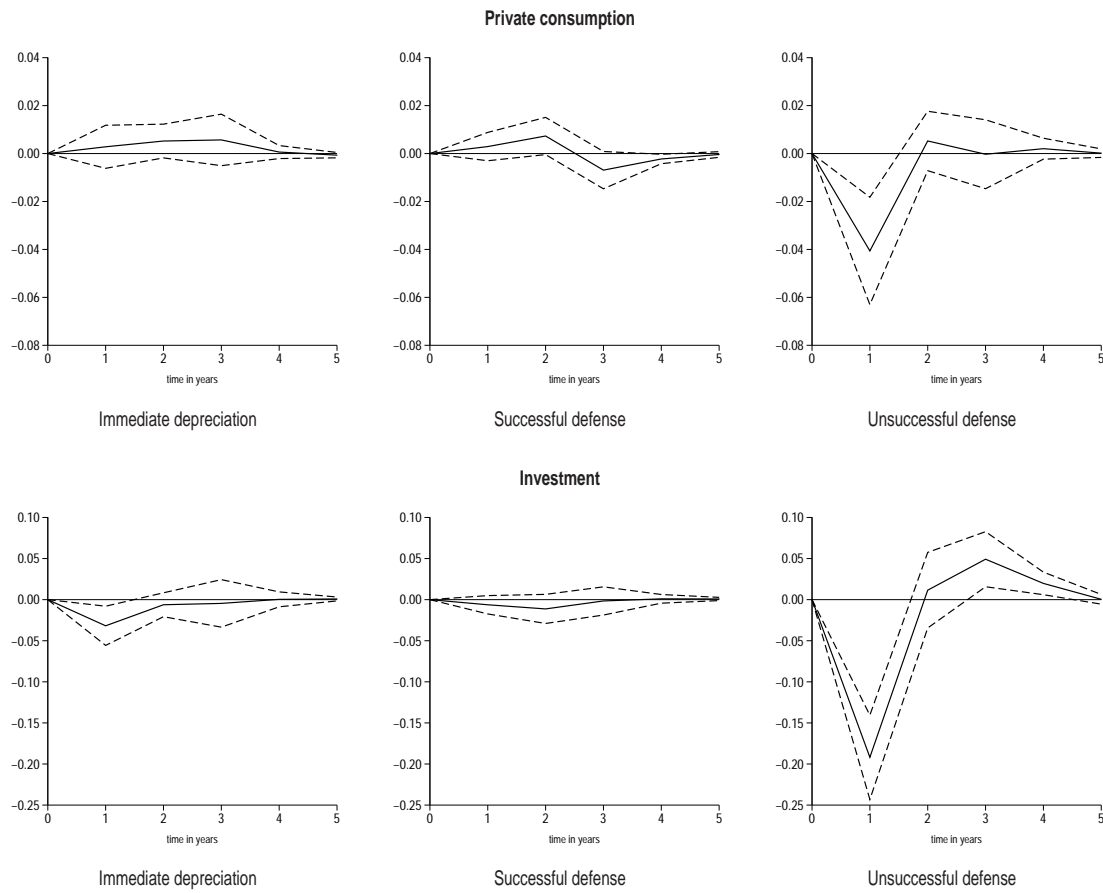 Private consumption
0.04 0.04 0.04
0.02 0.02 0.02
0.00 0.00 0.00
−0.02 −0.02 −0.02
−0.04 −0.04 −0.04
−0.06 −0.06 −0.06
−0.08 −0.08 −0.08
0 1 2 3 4 5 0 1 2 3 4 5 0 1 2 3 4 5
time in years time in years time in years
Immediate depreciation Successful defense Unsuccessful defense
Investment
0.10 0.10 0.10
0.05 0.05 0.05
0.00 0.00 0.00
−0.05 −0.05 −0.05
−0.10 −0.10 −0.10
−0.15 −0.15 −0.15
−0.20 −0.20 −0.20
−0.25 −0.25 −0.25
0 1 2 3 4 5 0 1 2 3 4 5 0 1 2 3 4 5
time in years time in years time in years
Immediate depreciation Successful defense Unsuccessful defense